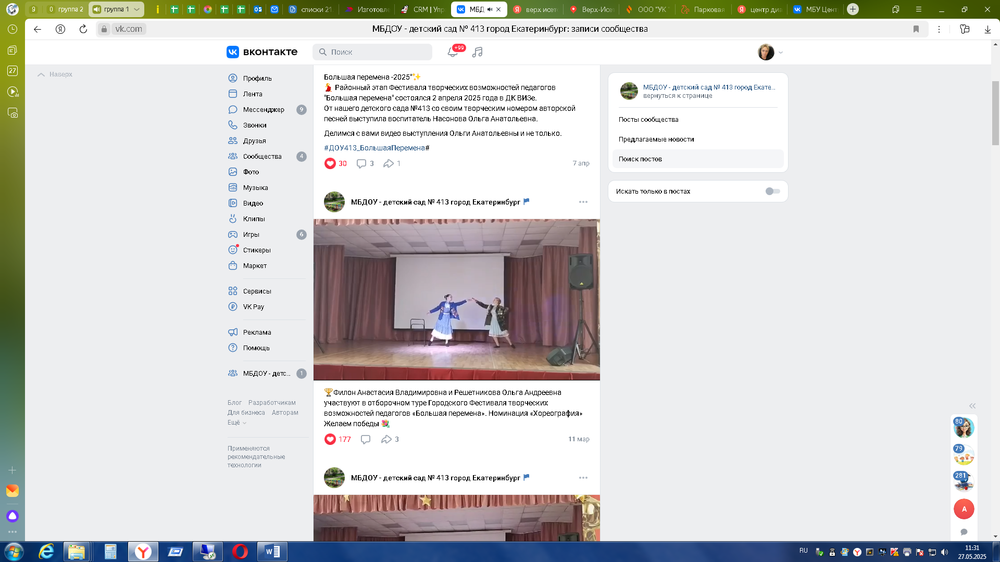 9
0 группа 2
группа 1
списки 21.
Изготовле
CRM | Упр
МБД
верх исет
Верх-Исет
ООО "УК "
Парковая
центр диа
МБУ Цент
vk.com
МБДОУ - детский сад № 413 город Екатеринбург: записи сообщества
27
вконтакте
Поиск
+99
Наверх
Профиль
Лента
Мессенджер 9
Звонки
Друзья
Сообщества 4
Фото
Музыка
Видео
Клипы
Игры 6
Стикеры
Маркет
Сервисы
VK Pay
Реклама
Помощь
МБДОУ - детс... 1
Блог Разработчикам
Для бизнеса Авторам
Ещё
Применяются
рекомендательные
технологии
Большая перемена -2025"✨
💃 Районный этап Фестиваля творческих возможностей педагогов
"Большая перемена" состоялся 2 апреля 2025 года в ДК ВИЗе.
От нашего детского сада №413 со своим творческим номером авторской
песней выступила воспитатель Насонова Ольга Анатольевна.
Делимся с вами видео выступления Ольги Анатольевны и не только.
#ДОУ413_БольшаяПеремена#
30 3 1 7 апр
МБДОУ - детский сад № 413 город Екатеринбург
🏆Филон Анастасия Владимировна и Решетникова Ольга Андреевна
участвуют в отборочном туре Городского Фестиваля творческих
возможностей педагогов «Большая перемена». Номинация «Хореография»
Желаем победы 💐
177 3 11 мар
МБДОУ - детский сад № 413 город Екатеринбург
МБДОУ - детский сад № 413 город Екате...
вернуться к странице
Посты сообщества
Предлагаемые новости
Поиск постов
Искать только в постах
80
79
281
А
RU
11:31
27.05.2025